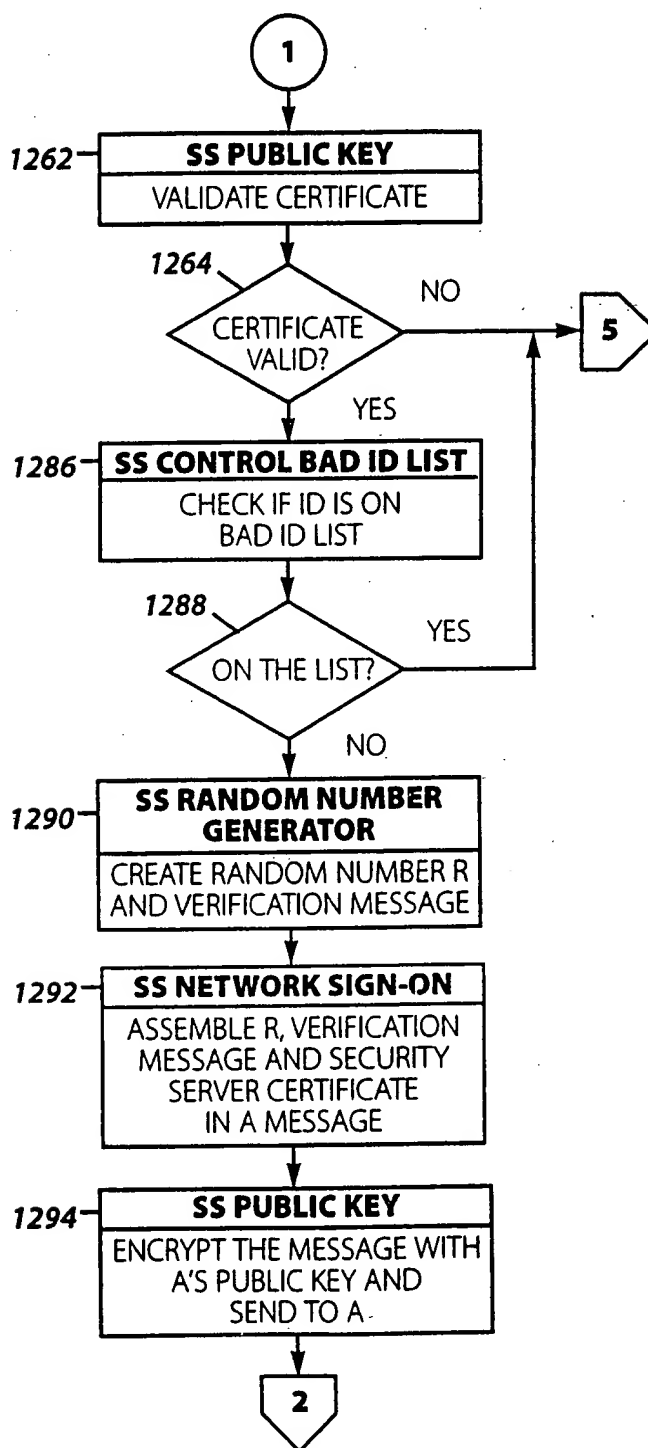 1
1262
SS PUBLIC KEY
VALIDATE CERTIFICATE
1264
NO
CERTIFICATE
VALID?
5
YES
1286
SS CONTROL BAD ID LIST
CHECK IF ID IS ON
BAD ID LIST
1288
YES
ON THE LIST?
NO
1290
SS RANDOM NUMBER
GENERATOR
CREATE RANDOM NUMBER R
AND VERIFICATION MESSAGE
1292
SS NETWORK SIGN-ON
ASSEMBLE R, VERIFICATION
MESSAGE AND SECURITY
SERVER CERTIFICATE
IN A MESSAGE
1294
SS PUBLIC KEY
ENCRYPT THE MESSAGE WITH
A'S PUBLIC KEY AND
SEND TO A
2